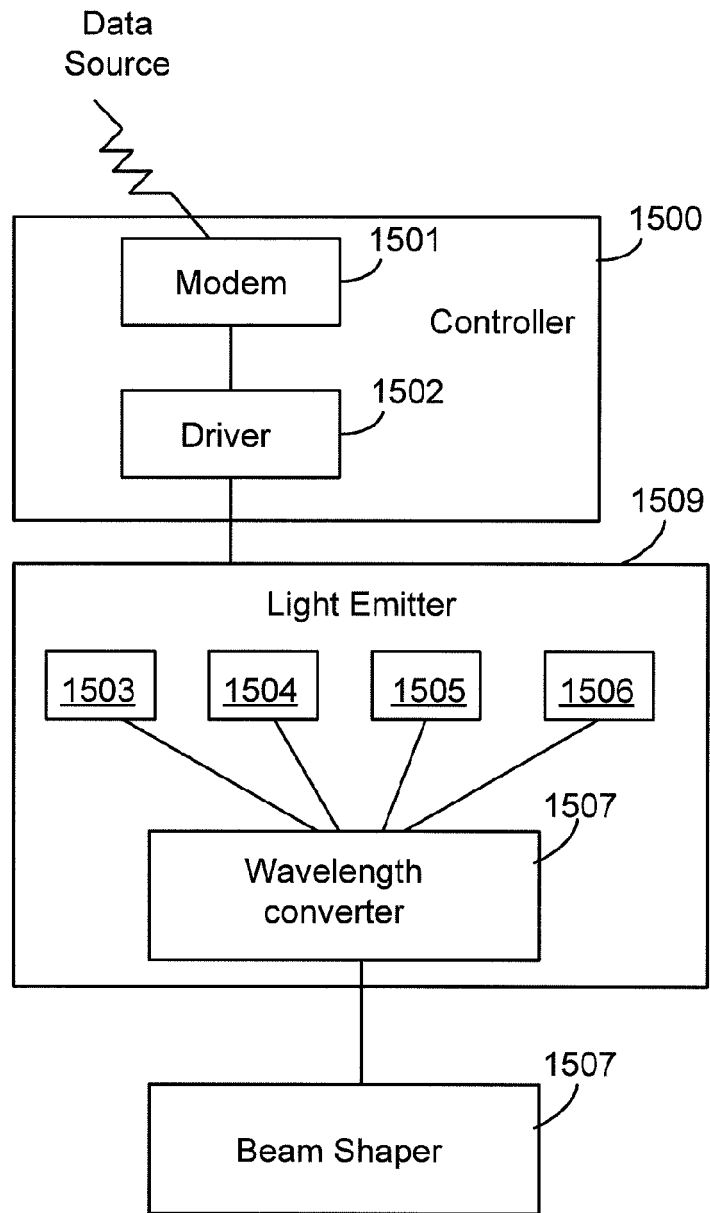 Data
Source
1500
1501
Modem
Controller
1502
Driver
1509
Light Emitter
1503 1504 1505 1506
1507
Wavelength
converter
1507
Beam Shaper